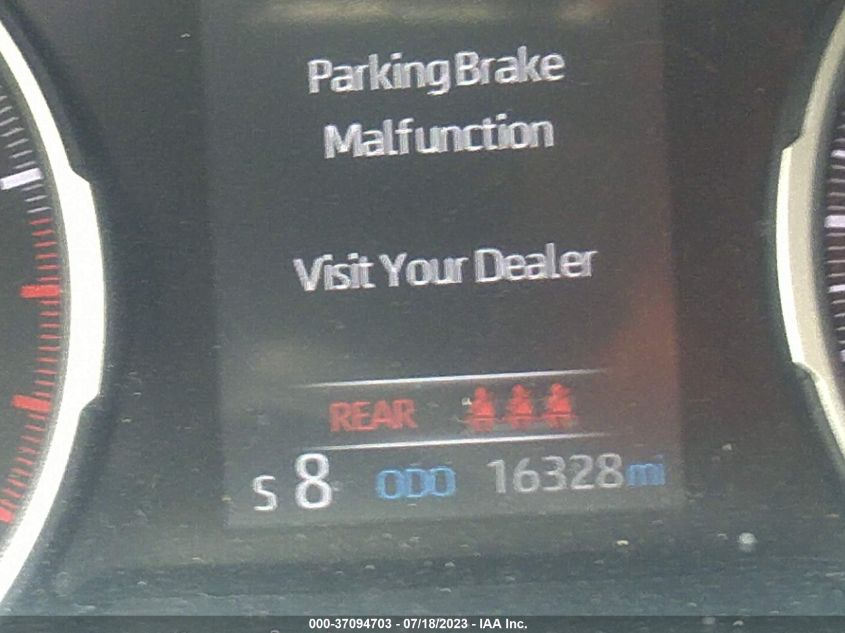 Parking Brake
Malfunction
Visit Your Dealer
REAR
S 8 ODO 16328 mi
000-37094703 - 07/18/2023 - IAA Inc.